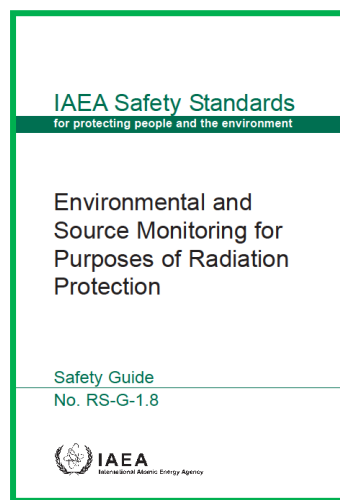 IAEA Safety Standards
for protecting people and the environment
Environmental and
Source Monitoring for
Purposes of Radiation
Protection
Safety Guide
No. RS-G-1.8
IAEA
International Atomic Energy Agency